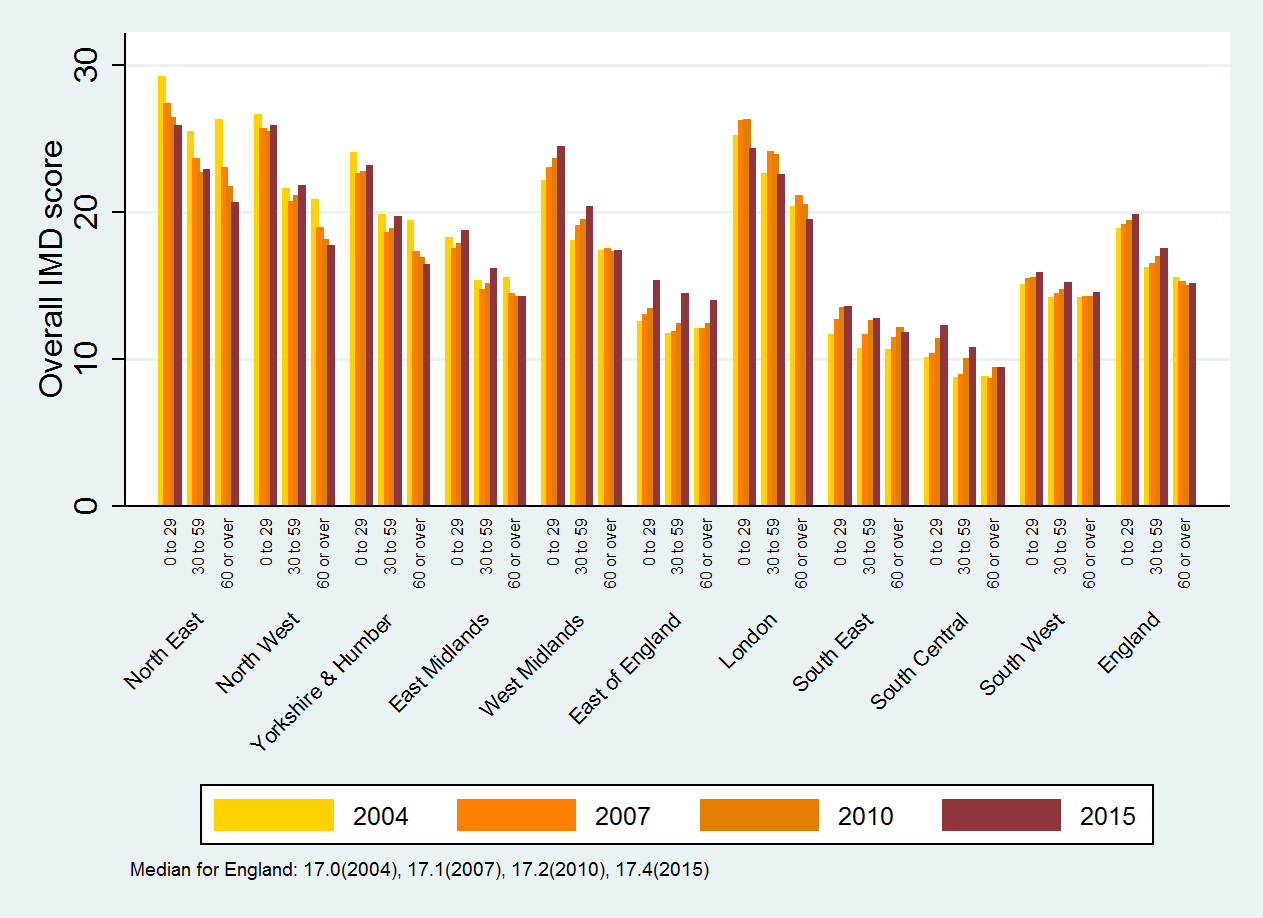 Overall IMD score
30
20
10
0
0 to 29
30 to 59
60 or over
0 to 29
30 to 59
60 or over
0 to 29
30 to 59
60 or over
0 to 29
30 to 59
60 or over
0 to 29
30 to 59
60 or over
0 to 29
30 to 59
60 or over
0 to 29
30 to 59
60 or over
0 to 29
30 to 59
60 or over
0 to 29
30 to 59
60 or over
0 to 29
30 to 59
60 or over
0 to 29
30 to 59
60 or over
North East
North West
Yorkshire & Humber
East Midlands
West Midlands
East of England
London
South East
South Central
South West
England
2004
2007
2010
2015
Median for England: 17.0(2004), 17.1(2007), 17.2(2010), 17.4(2015)